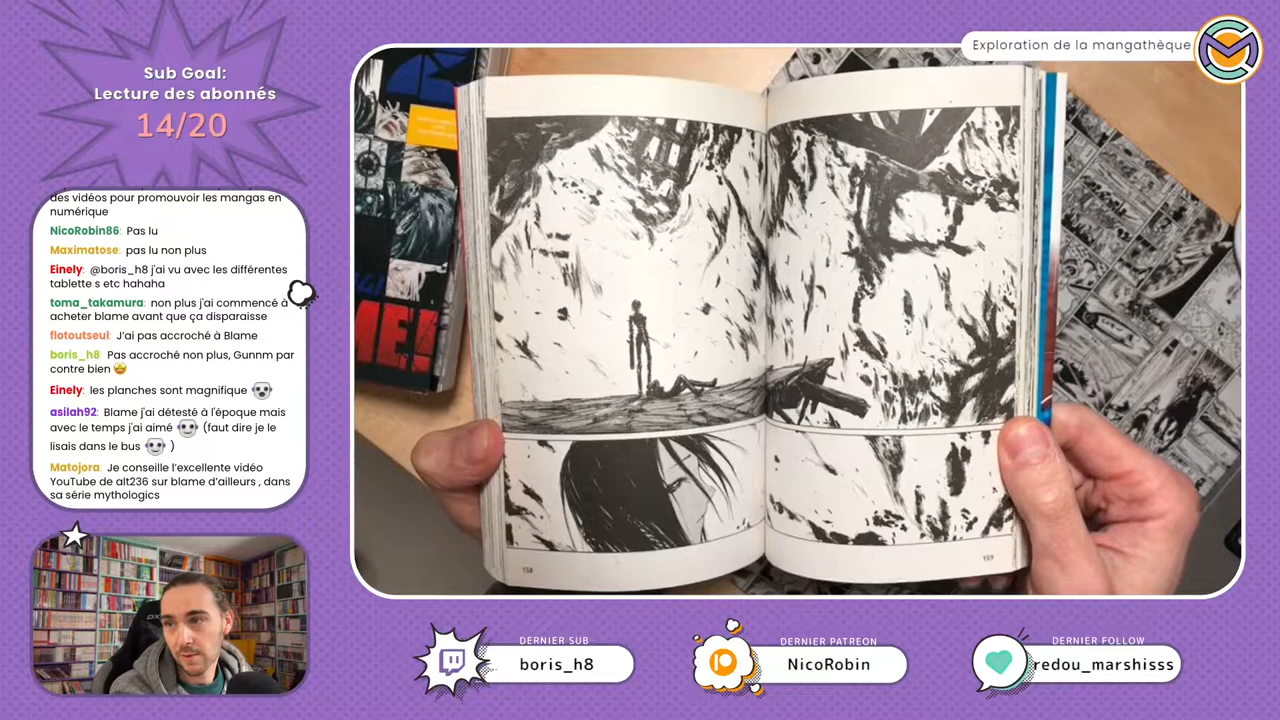 Sub Goal:
Lecture des abonnés
14/20
Exploration de la mangathèque
des vidéos pour promouvoir les mangas en
numérique
NicoRobin86: Pas lu
Maximatose: pas lu non plus
Einely: @boris_h8 j'ai vu avec les différentes
tablette s etc hahaha
toma_takamura: non plus j'ai commencé à
acheter blame avant que ça disparaisse
flotoutseul: J'ai pas accroché à Blame
boris_h8: Pas accroché non plus, Gunnm par
contre bien
Einely: les planches sont magnifique
asilah92: Blame j'ai détesté à l'époque mais
avec le temps j'ai aimé (faut dire je le
lisais dans le bus )
Matojora: Je conseille l'excellente vidéo
YouTube de alt236 sur blame d'ailleurs , dans
sa série mythologics
ME!
158
159
DERNIER SUB
boris_h8
DERNIER PATREON
NicoRobin
DERNIER FOLLOW
redou_marshisss